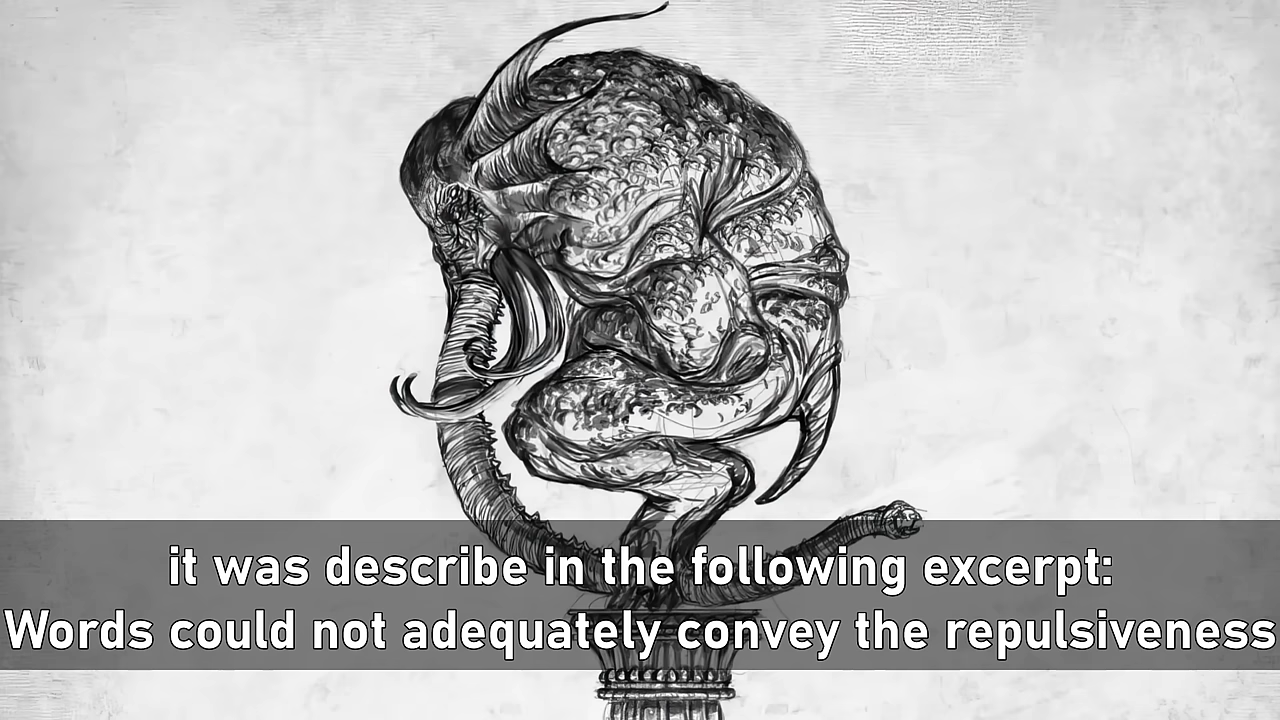 it was describe in the following excerpt:
Words could not adequately convey the repulsiveness